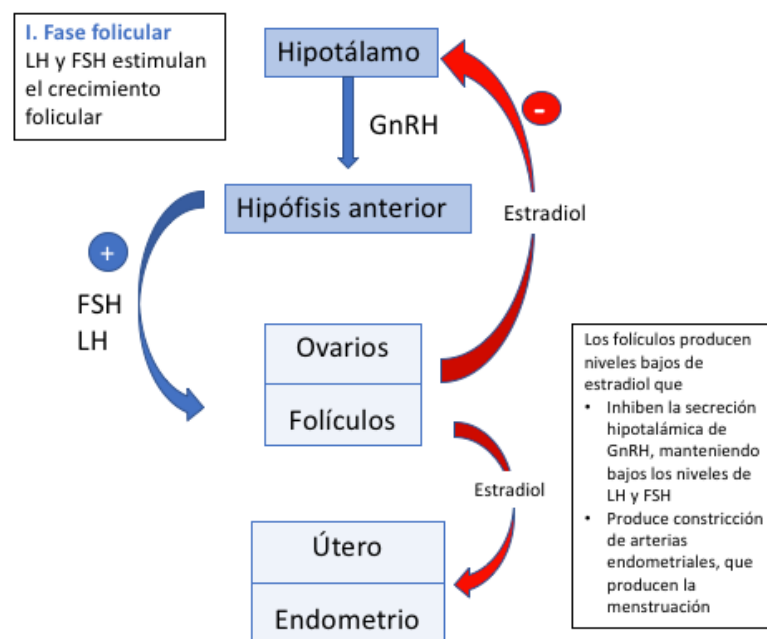 I. Fase folicular
LH y FSH estimulan
el crecimiento
folicular
Hipotálamo
-
GnRH
Hipófisis anterior
Estradiol
+
FSH
LH
Ovarios
Folículos
Estradiol
Útero
Endometrio
Los folículos producen
niveles bajos de
estradiol que
• Inhiben la secreción
hipotalámica de
GnRH, manteniendo
bajos los niveles de
LH y FSH
• Produce constricción
de arterias
endometriales, que
producen la
menstruación